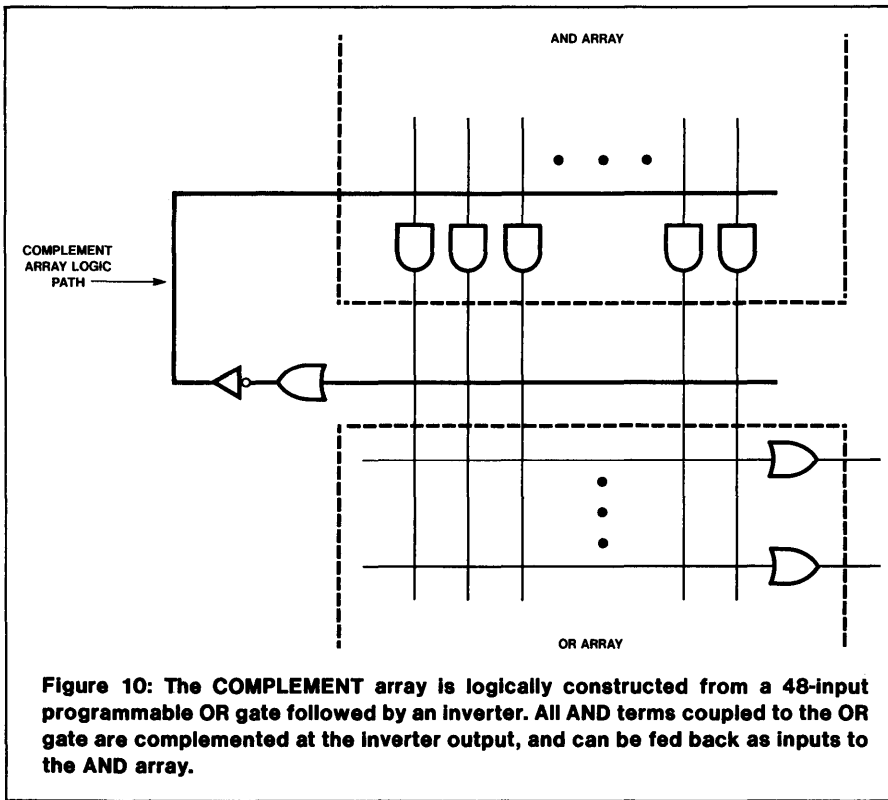 AND ARRAY
COMPLEMENT
ARRAY LOGIC
PATH
OR ARRAY
Figure 10: The COMPLEMENT array is logically constructed from a 48-input
programmable OR gate followed by an inverter. All AND terms coupled to the OR
gate are complemented at the inverter output, and can be fed back as inputs to
the AND array.